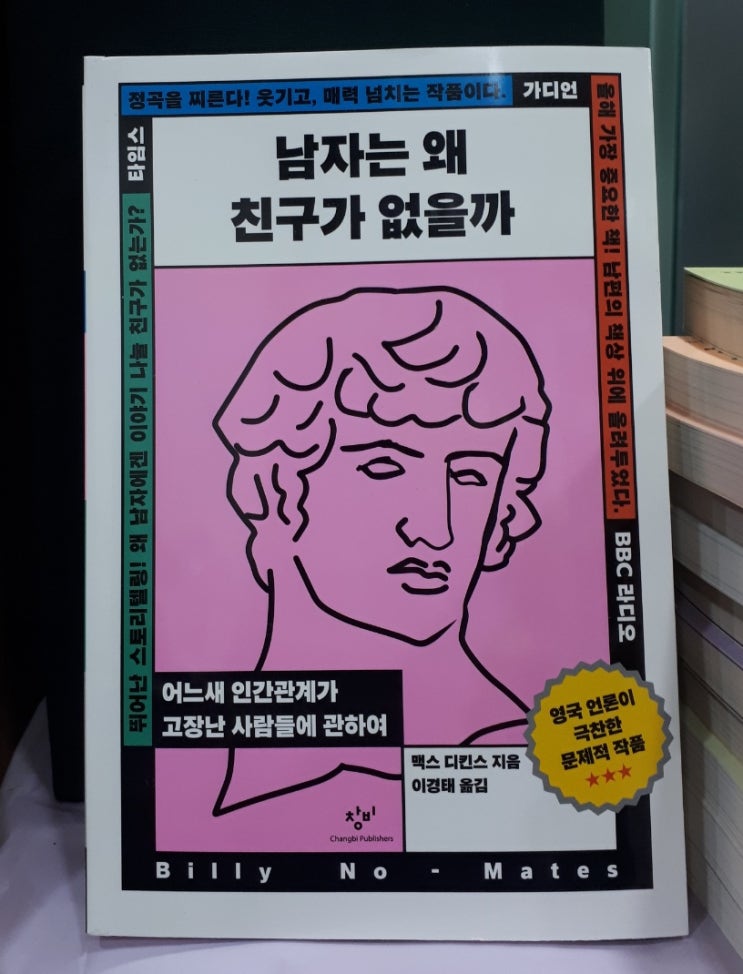 정곡을 찌른다! 웃기고, 매력 넘치는 작품이다. 가디언
올해 가장 중요한 책! 남편의 책상 위에 올려두었다. BBC 라디오
뛰어난 스토리텔링! 왜 남자에겐 이야기 나눌 친구가 없는가? 타임스
남자는 왜
친구가 없을까
어느새 인간관계가
고장난 사람들에 관하여
맥스 디킨스 지음
이경태 옮김
영국 언론이
극찬한
문제적 작품
★★★
창비
Changbi Publishers
Billy No - Mates